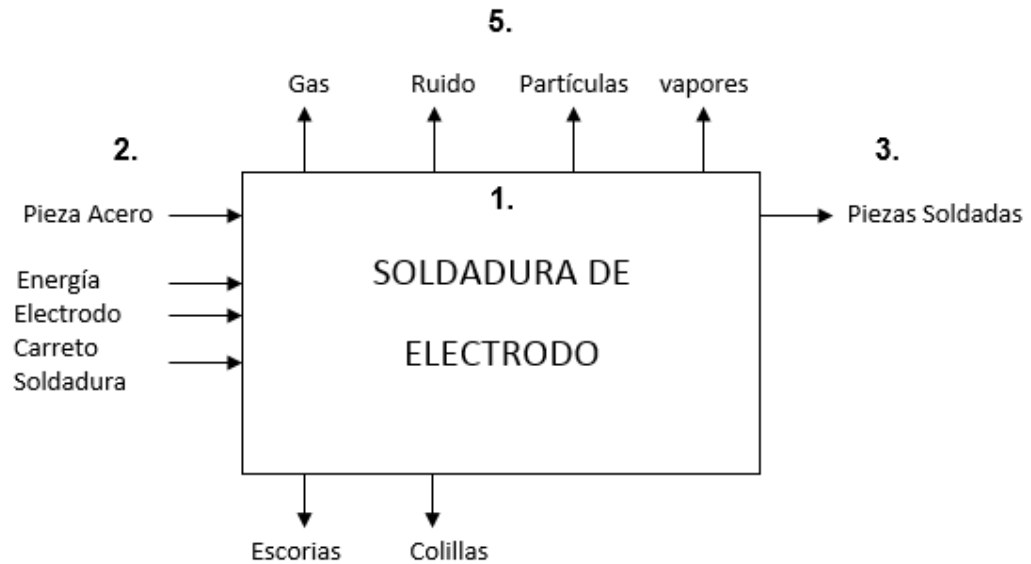 5.
Gas Ruido Partículas vapores
2.
3.
1.
Pieza Acero
Piezas Soldadas
Energía
Electrodo
Carreto
Soldadura
SOLDADURA DE
ELECTRODO
Escorias Colillas